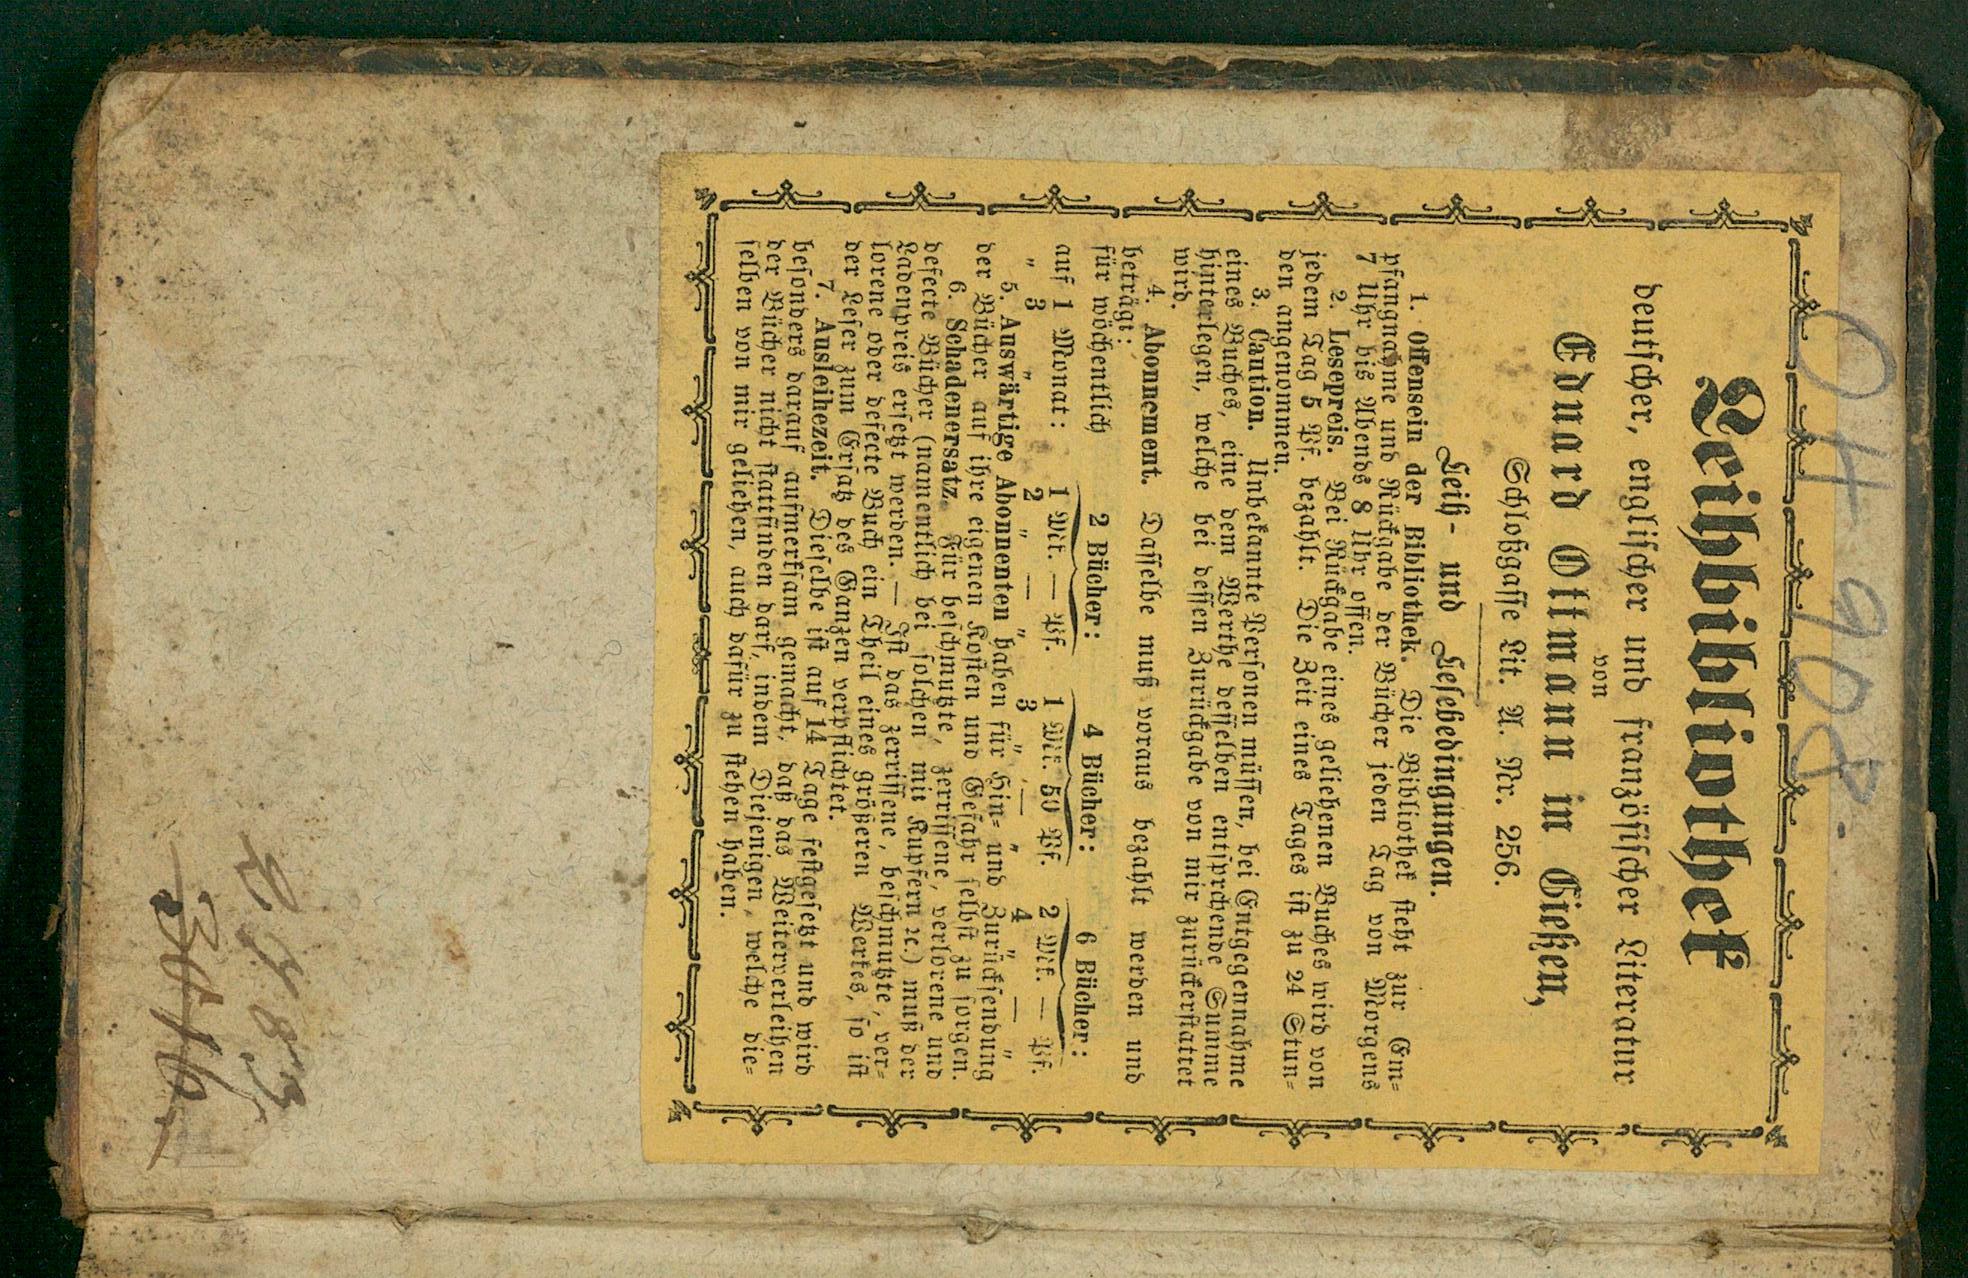 OH 908.
Leihbibliothek
deutscher, englischer und französischer Literatur
von
Eduard Ottmann in Gießen,
Schloßgasse Lit. A. Nr. 256.
Leih- und Lesebedingungen.
1. Offensein der Bibliothek. Die Bibliothek steht zur Em-
pfangnahme und Rückgabe der Bücher jeden Tag von Morgens
7 Uhr bis Abends 8 Uhr offen.
2. Lesepreis. Bei Rückgabe eines geliehenen Buches wird von
jedem Tag 5 Pf. bezahlt. Die Zeit eines Tages ist zu 24 Stun-
den angenommen.
3. Caution. Unbekannte Personen müssen, bei Entgegennahme
eines Buches, eine dem Werthe desselben entsprechende Summe
hinterlegen, welche bei dessen Zurückgabe von mir zurückerstattet
wird.
4. Abonnement. Dasselbe muß voraus bezahlt werden und
beträgt:
für wöchentlich 2 Bücher: 4 Bücher: 6 Bücher:
auf 1 Monat: 1 Mk. — Pf. 1 Mk. 50 Pf. 2 Mk. — Pf.
„ 3 „ 2 „ — „ 3 „ — „ 4 „ — „
5. Auswärtige Abonnenten haben für Hin- und Zurücksendung
der Bücher auf ihre eigenen Kosten und Gefahr selbst zu sorgen.
6. Schadenersatz. Für beschmutzte, zerrissene, verlorene und
defecte Bücher (namentlich bei solchen mit Kupfern ꝛc.) muß der
Ladenpreis ersetzt werden. — Ist das zerrissene, beschmutzte, ver-
lorene oder defecte Buch ein Theil eines größeren Werkes, so ist
der Leser zum Ersatz des Ganzen verpflichtet.
7. Ausleihezeit. Dieselbe ist auf 14 Tage festgesetzt und wird
besonders darauf aufmerksam gemacht, daß das Weiterverleihen
der Bücher nicht stattfinden darf, indem Diejenigen, welche die-
selben von mir geliehen, auch dafür zu stehen haben.